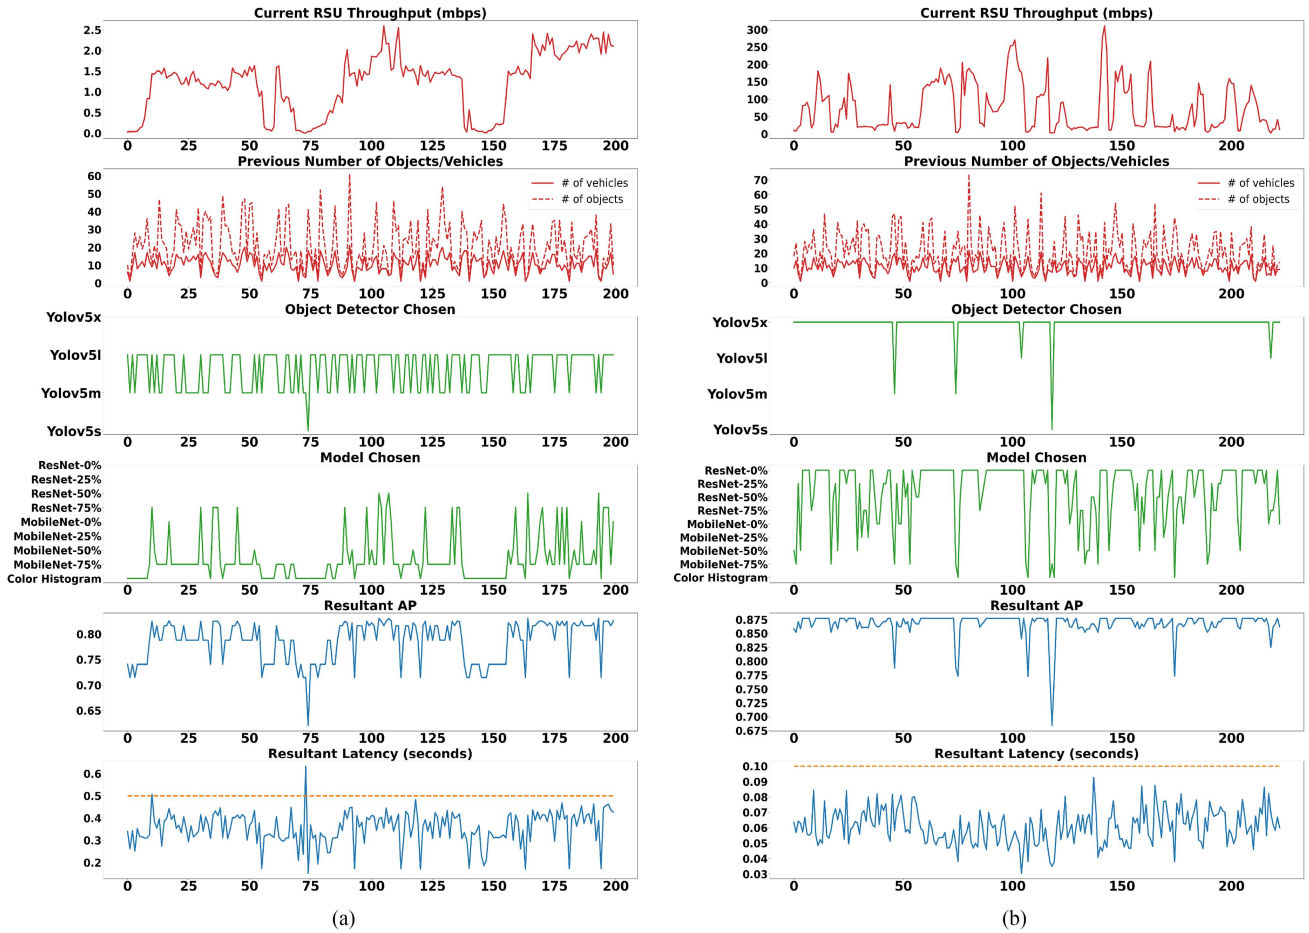 Current RSU Throughput (mbps)
2.5
2.0
1.5
1.0
0.5
0.0
0 25 50 75 100 125 150 175 200
Previous Number of Objects/Vehicles
60
50
40
30
20
10
0
# of vehicles
# of objects
0 25 50 75 100 125 150 175 200
Object Detector Chosen
Yolov5x
Yolov5l
Yolov5m
Yolov5s
0 25 50 75 100 125 150 175 200
Model Chosen
ResNet-0%
ResNet-25%
ResNet-50%
ResNet-75%
MobileNet-0%
MobileNet-25%
MobileNet-50%
MobileNet-75%
Color Histogram
0 25 50 75 100 125 150 175 200
Resultant AP
0.80
0.75
0.70
0.65
0 25 50 75 100 125 150 175 200
Resultant Latency (seconds)
0.6
0.5
0.4
0.3
0.2
0 25 50 75 100 125 150 175 200
(a)
Current RSU Throughput (mbps)
300
250
200
150
100
50
0
0 50 100 150 200
Previous Number of Objects/Vehicles
70
60
50
40
30
20
10
0
# of vehicles
# of objects
0 50 100 150 200
Object Detector Chosen
Yolov5x
Yolov5l
Yolov5m
Yolov5s
50 100 150 200
Model Chosen
ResNet-0%
ResNet-25%
ResNet-50%
ResNet-75%
MobileNet-0%
MobileNet-25%
MobileNet-50%
MobileNet-75%
Color Histogram
0 50 100 150 200
Resultant AP
0.875
0.850
0.825
0.800
0.775
0.750
0.725
0.700
0.675
0 50 100 150 200
Resultant Latency (seconds)
0.10
0.09
0.08
0.07
0.06
0.05
0.04
0.03
0 50 100 150 200
(b)